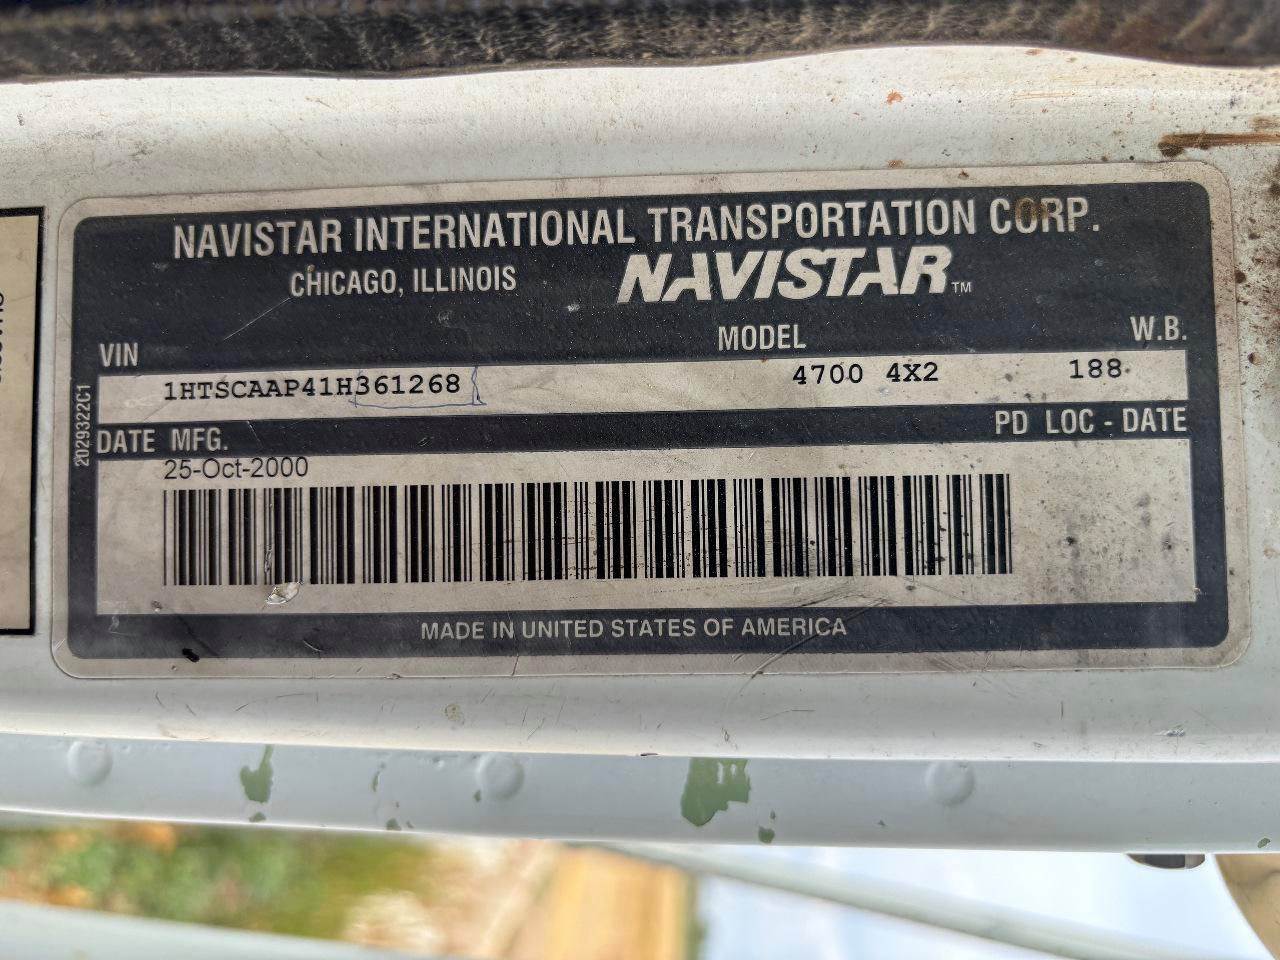 NAVISTAR INTERNATIONAL TRANSPORTATION CORP.
CHICAGO, ILLINOIS NAVISTAR™
VIN MODEL W.B.
1HTSCAAP41H361268 4700 4X2 188
DATE MFG. PD LOC - DATE
25-Oct-2000
MADE IN UNITED STATES OF AMERICA
2029322C1